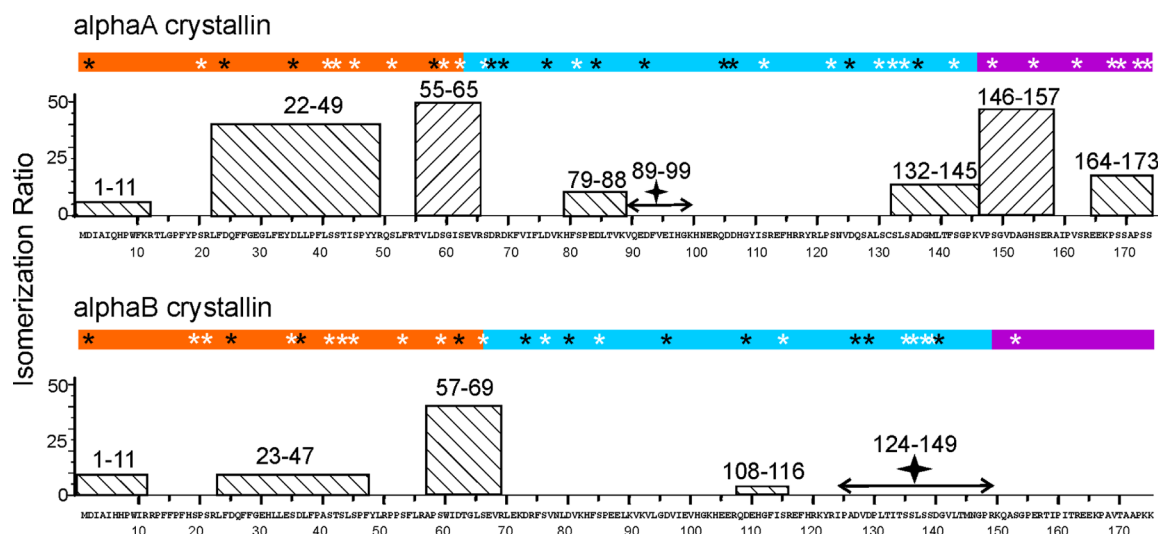 alphaA crystallin
Isomerization Ratio
50
25
0
1-11
22-49
55-65
79-88
89-99
132-145
146-157
164-173
MDIAIQHPWFKRTLGPFYPSRLFDQFFGEGLFEYDLLPFLSSTISPYYRQSLFRTVLDSGISEVRSDRDKFVIFLDVKHFSPEDLTVKVQEDFVEIHGKHNERQDDHGYISREFHRRYRLPSNVDQSALSCSLSADGMLTFSGPKVPSGVDAGHSERAIPVSREEKPSSAPSS
10 20 30 40 50 60 70 80 90 100 110 120 130 140 150 160 170
alphaB crystallin
50
25
0
1-11
23-47
57-69
108-116
124-149
MDIAIHHPWIRRPFFPFHSPSRLFDQFFGEHLLESDLFPASTSLSPFYLRPPSFLRAPSWIDTGLSEVRLEKDRFSVNLDVKHFSPEELKVKVLGDVIEVHGKHEERQDEHGFISREFHRKYRIPADVDPLTITSSLSSDGVLTMNGPRKQASGPERTIPITREEKPAVTAAPKK
10 20 30 40 50 60 70 80 90 100 110 120 130 140 150 160 170